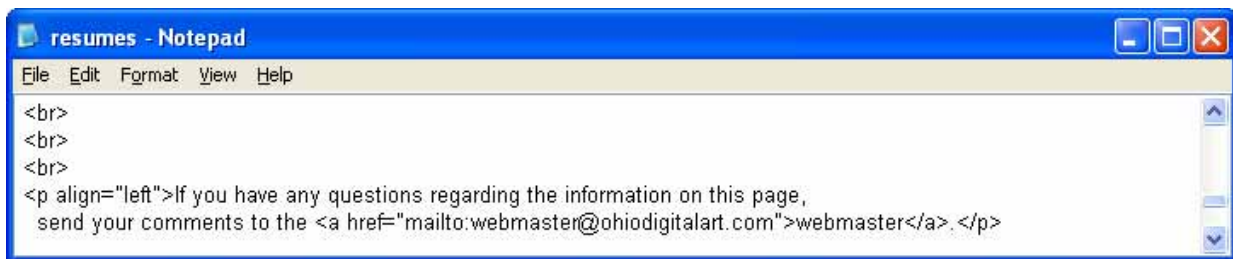 resumes - Notepad
File Edit Format View Help
<br>
<br>
<br>
<p align="left">If you have any questions regarding the information on this page,
send your comments to the <a href="mailto:webmaster@ohiodigitalart.com">webmaster</a>.</p>